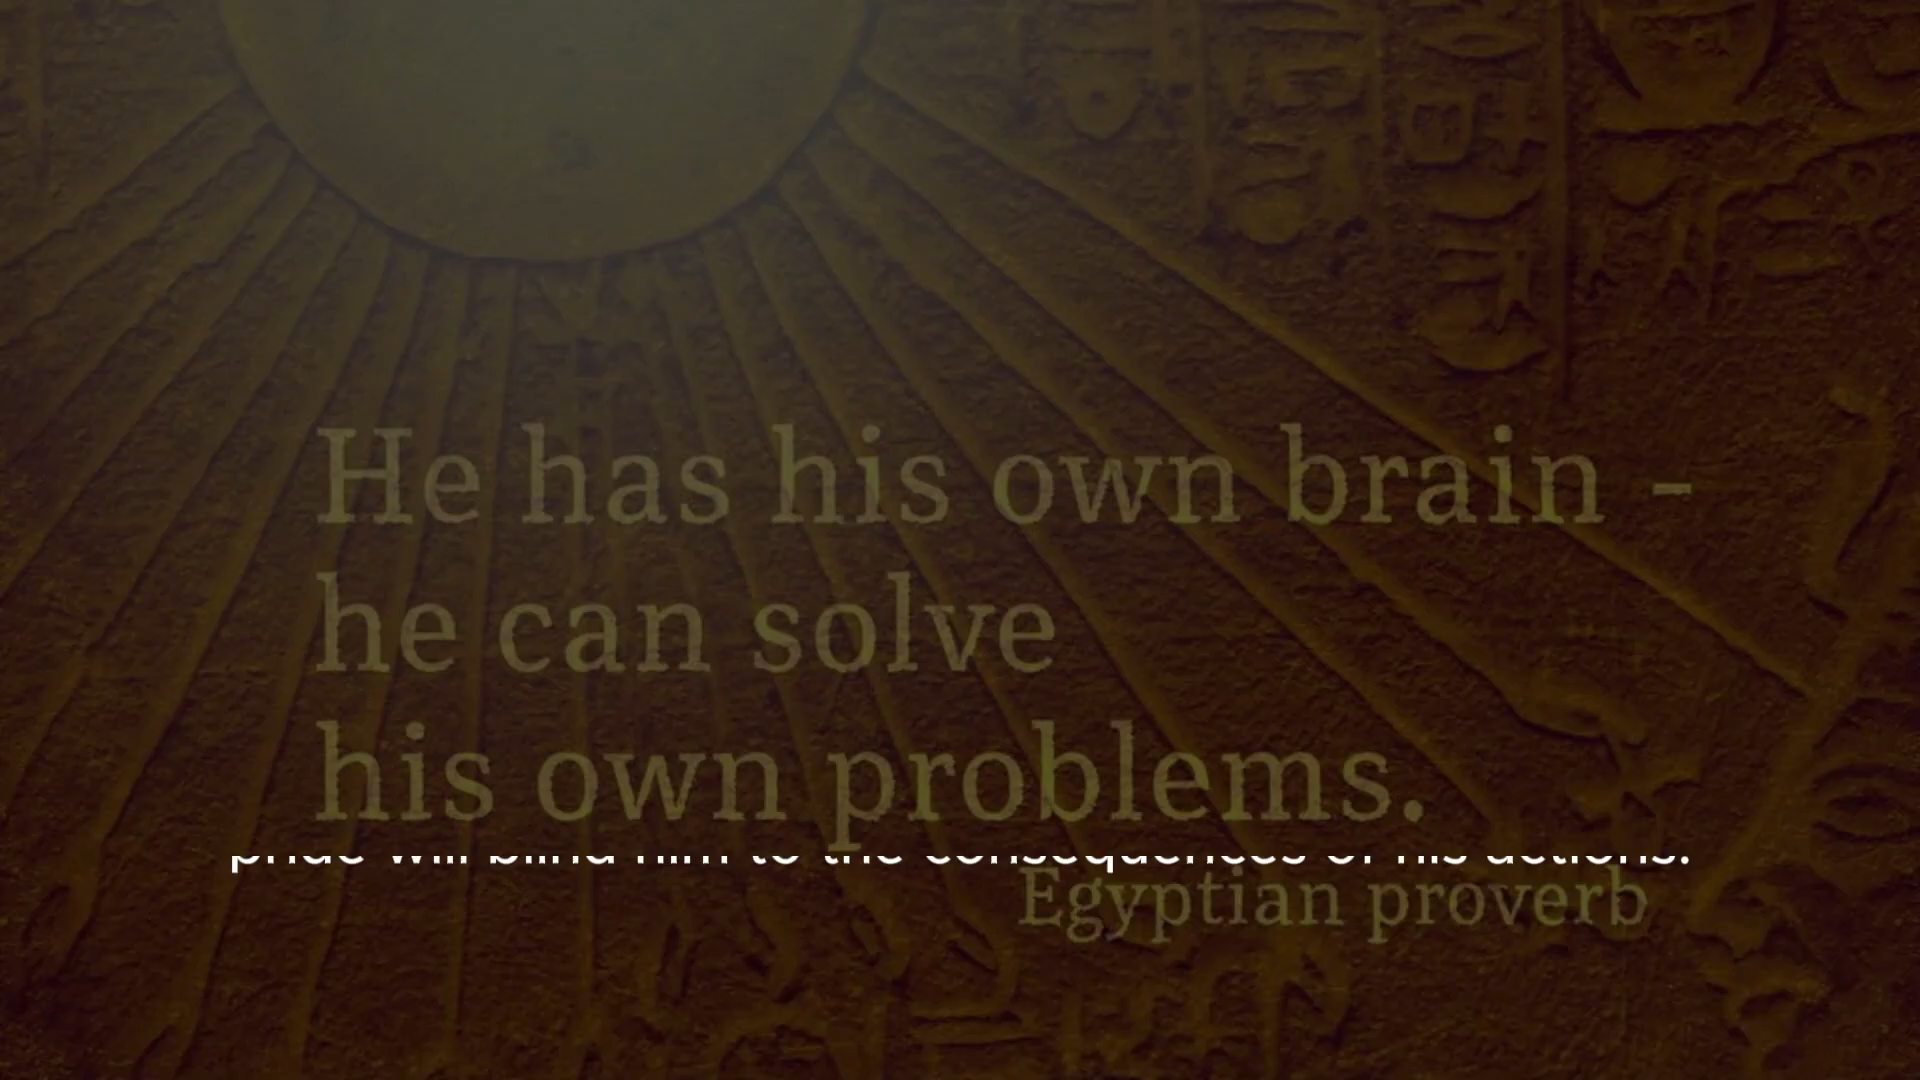 He has his own brain -
he can solve
his own problems.
pride will blind him to the consequences of his actions.
Egyptian proverb